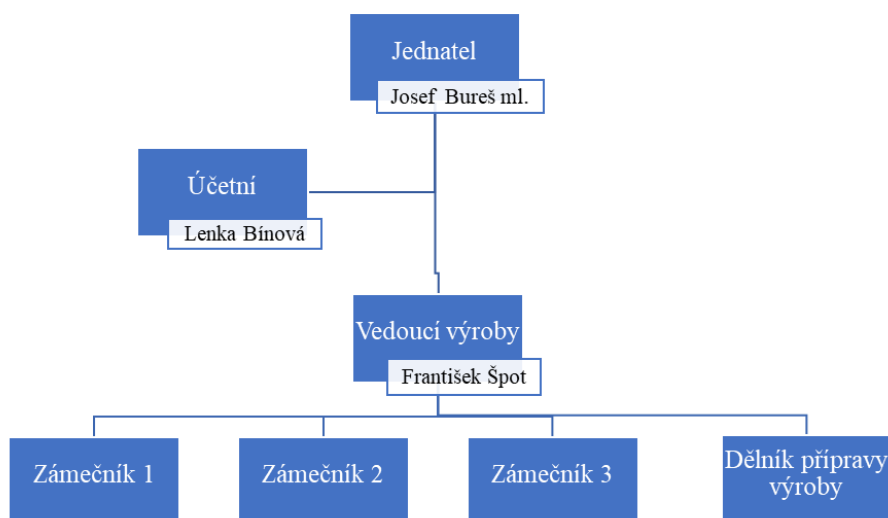 Jednatel
Josef Bureš ml.
Účetní
Lenka Bínová
Vedoucí výroby
František Špot
Zámečník 1
Zámečník 2
Zámečník 3
Dělník přípravy
výroby